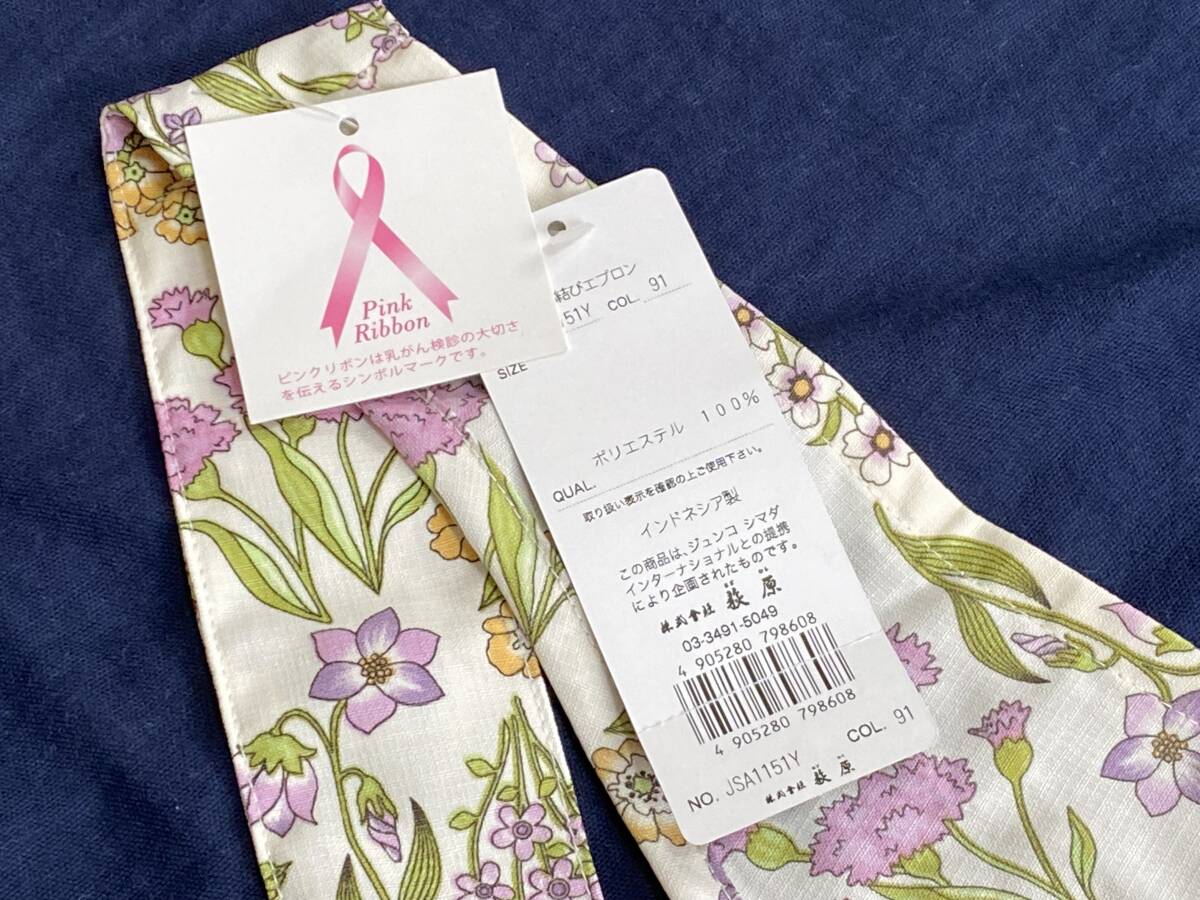 Pink
Ribbon
ピンクリボンは乳がん検診の大切さ
を伝えるシンボルマークです。
結びエプロン
151Y COL. 91
SIZE
ポリエステル 100%
QUAL.
取り扱い表示を確認の上ご使用下さい。
インドネシア製
この商品は、ジュンコ シマダ
インターナショナルとの提携
により企画されたものです。
株式會社 萩原
03-3491-5049
4 905280 798608
4 905280 798608
NO. JSA1151Y COL. 91
株式會社 萩原